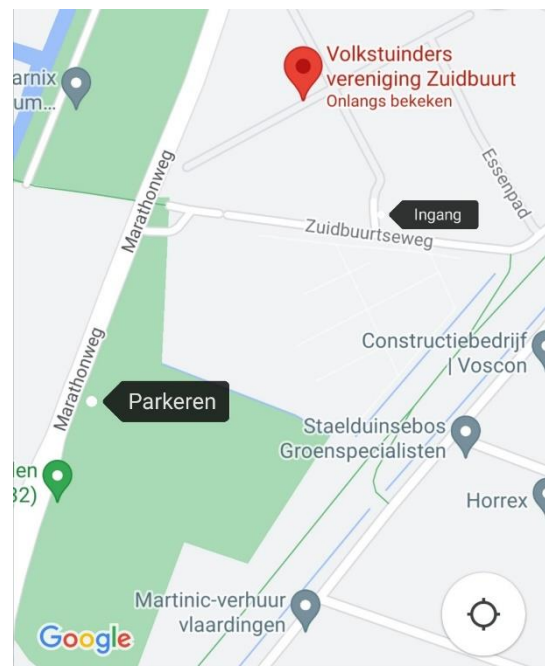 Volkstuinders
vereniging Zuidbuurt
Onlangs bekeken
arnix
um...
Marathonweg
Essenpad
Ingang
Zuidbuurtseweg
Constructiebedrijf
| Voscon
Marathonweg
Parkeren
Staelduinsebos
Groenspecialisten
len
32)
Horrex
Martinic-verhuur
vlaardingen
Google